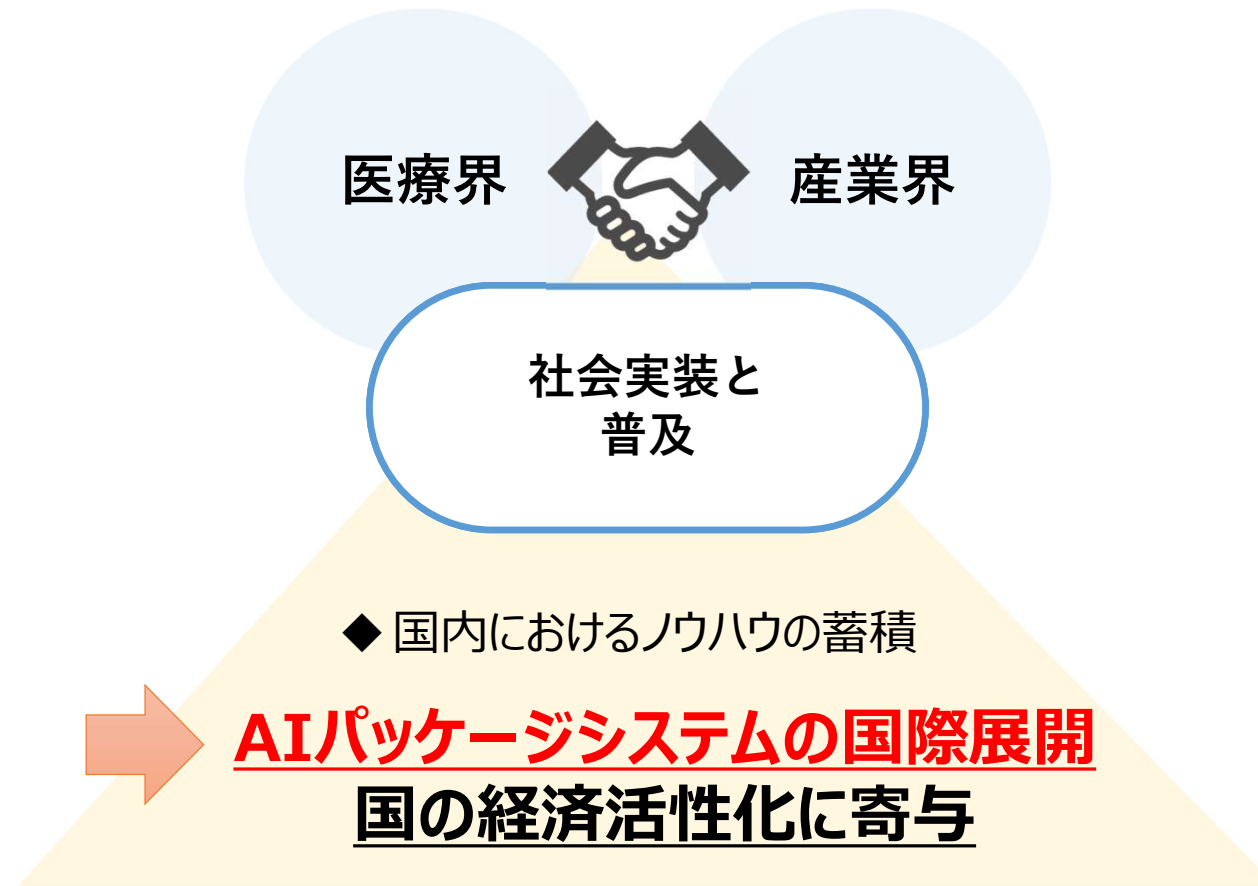 医療界 産業界
社会実装と
普及
◆ 国内におけるノウハウの蓄積
AIパッケージシステムの国際展開
国の経済活性化に寄与